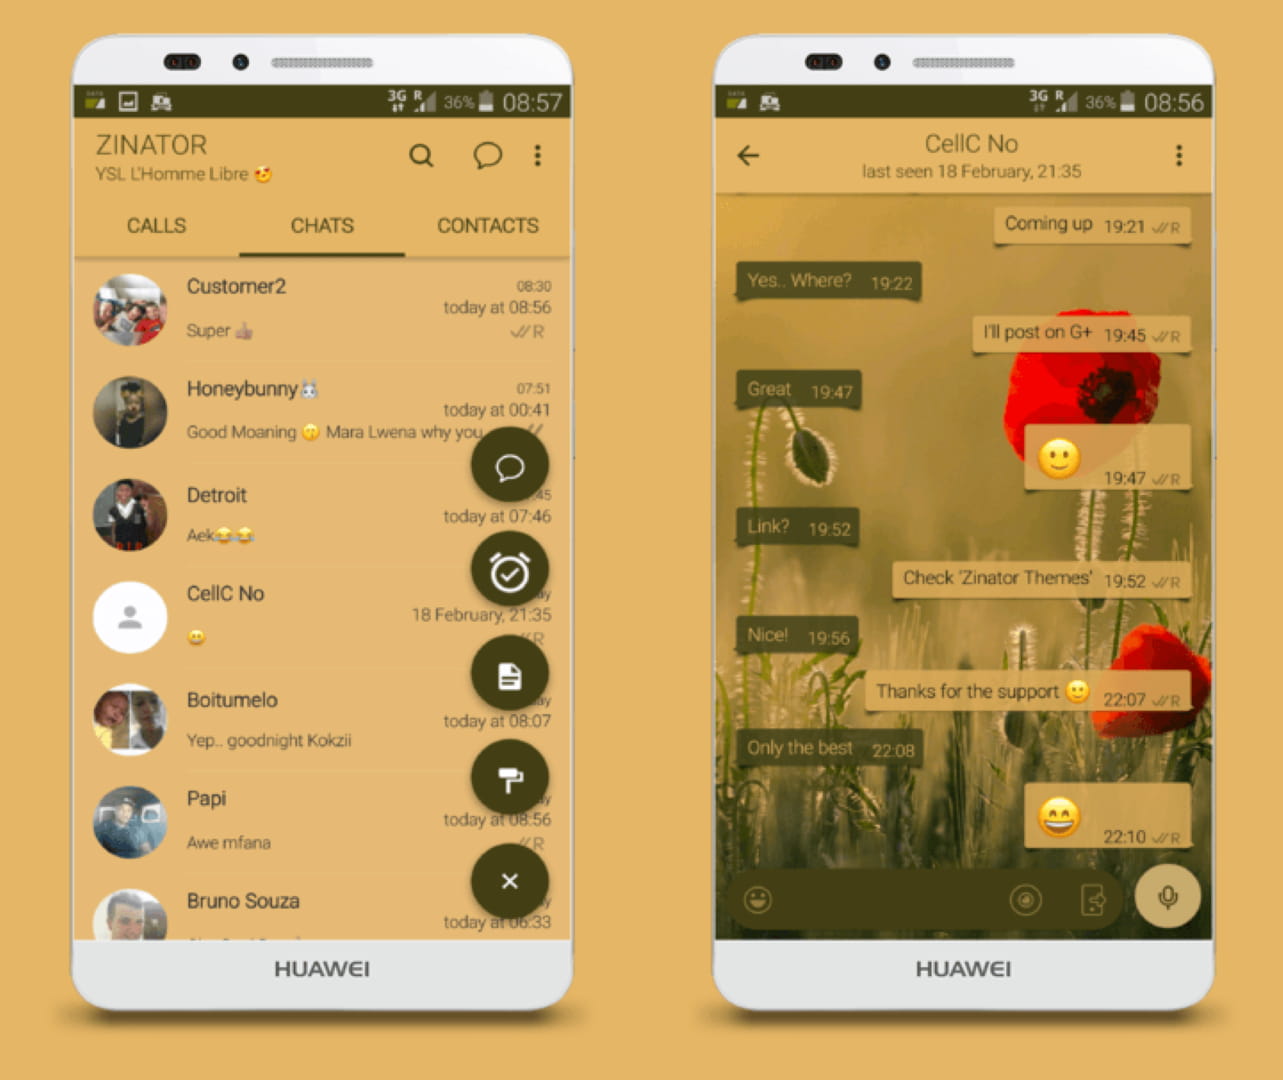 3G R 36% 08:57
ZINATOR
YSL L'Homme Libre
CALLS CHATS CONTACTS
Customer2 08:30
today at 08:56
Super R
Honeybunny 07:51
today at 00:41
Good Moaning Mara Lwena why you
Detroit 45
today at 07:46
Aek
CellC No
18 February, 21:35
R
Boitumelo
today at 08:07
Yep.. goodnight Kokzii
Papi
today at 08:56
Awe mfana R
Bruno Souza
today at 06:33
HUAWEI
3G R 36% 08:56
CellC No
last seen 18 February, 21:35
Coming up 19:21 R
Yes.. Where? 19:22
I'll post on G+ 19:45 R
Great 19:47
19:47 R
Link? 19:52
Check 'Zinator Themes' 19:52 R
Nice! 19:56
Thanks for the support 22:07 R
Only the best 22:08
22:10 R
HUAWEI